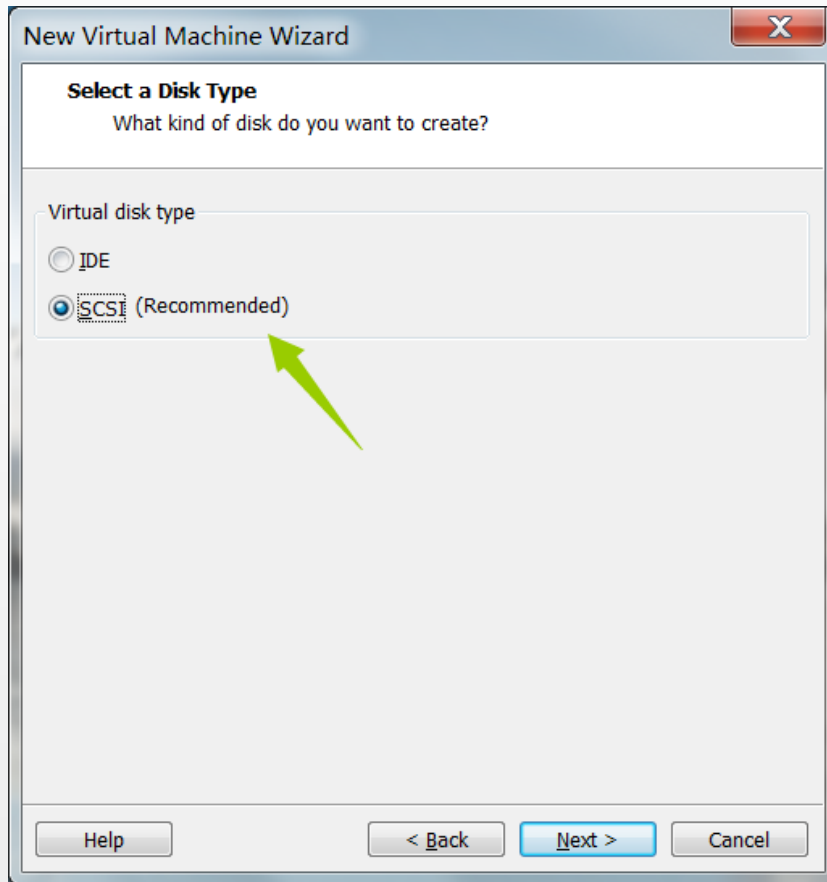 New Virtual Machine Wizard
Select a Disk Type
What kind of disk do you want to create?
Virtual disk type
IDE
SCSI (Recommended)
Help < Back Next > Cancel